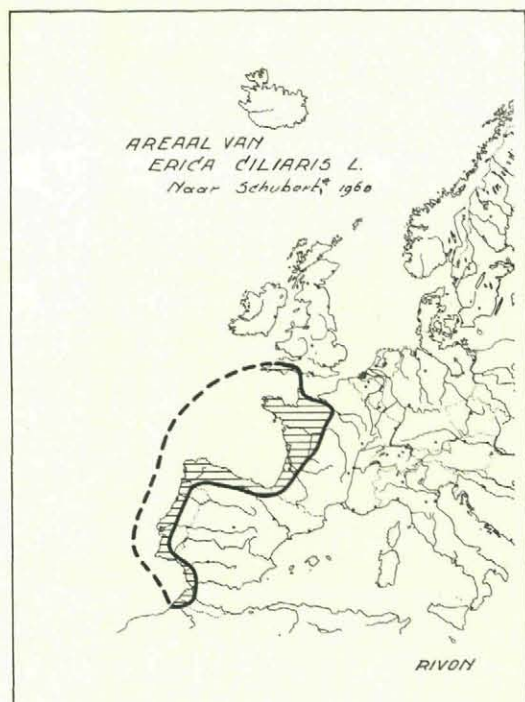 AREAAL VAN
ERICA CILIARIS L.
Naar Schubert, 1960
RIVON